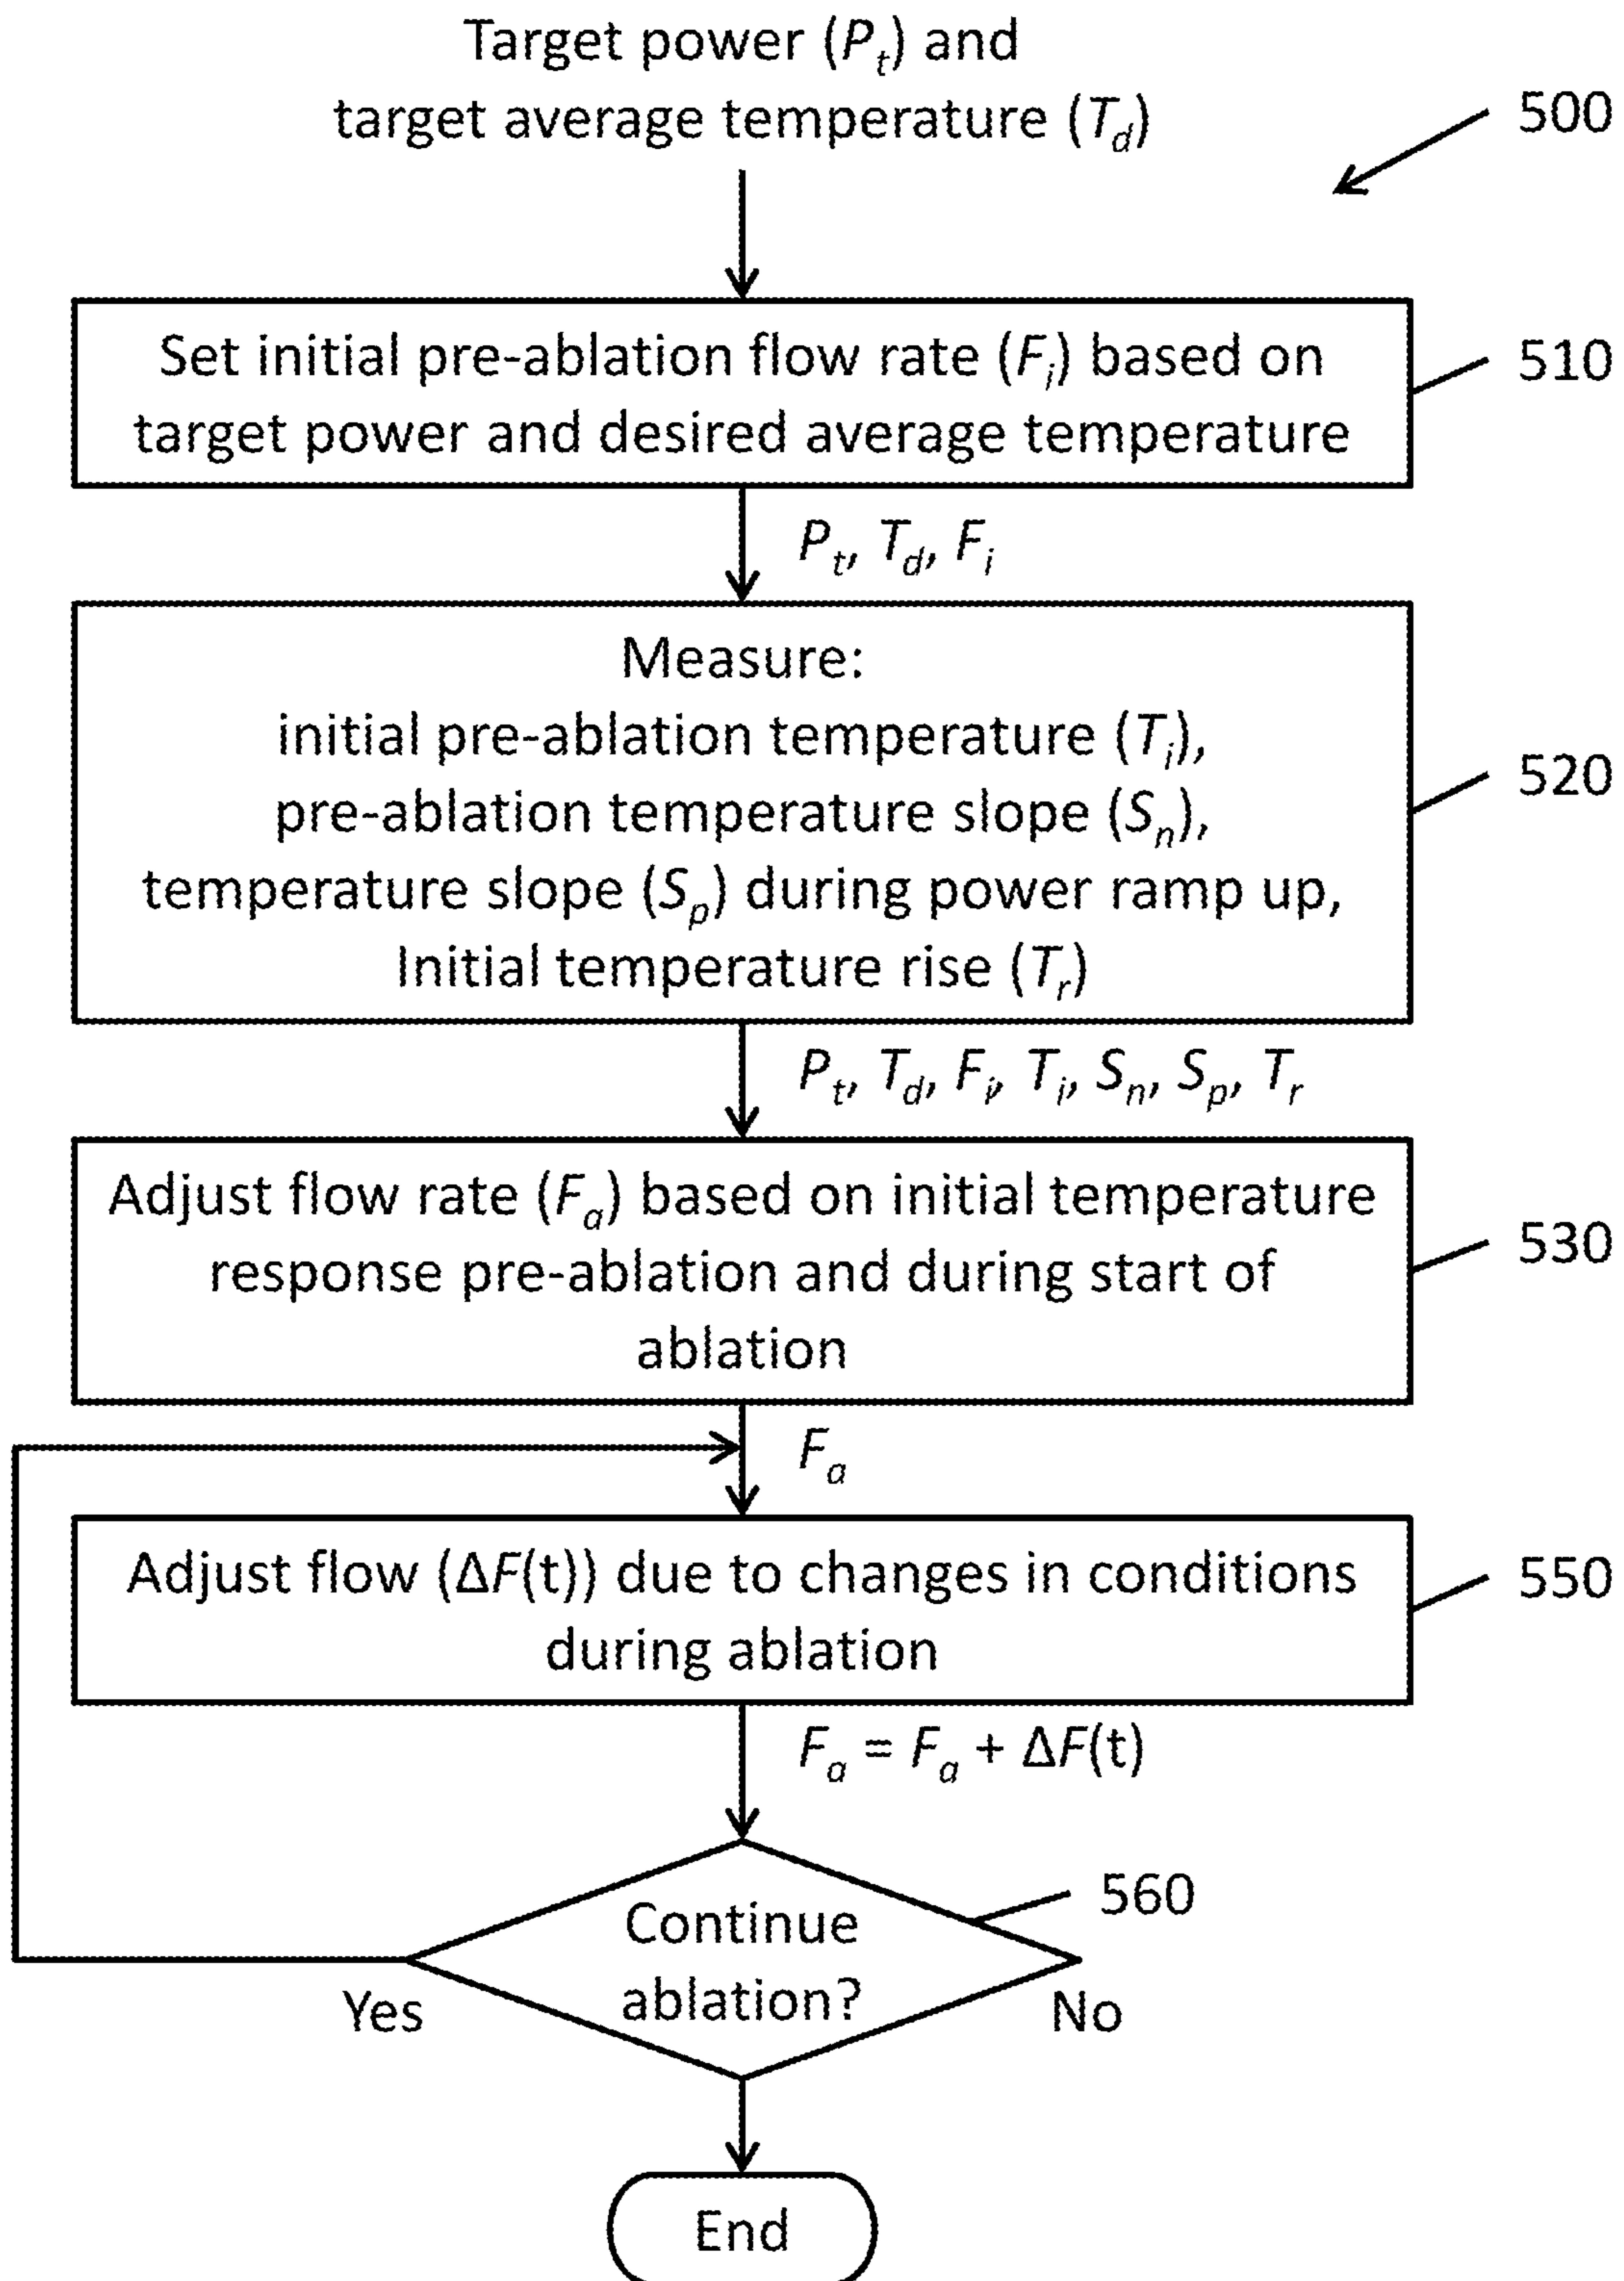 Target power (Pt) and
target average temperature (Td)
500
Set initial pre-ablation flow rate (Fi) based on
target power and desired average temperature
510
Pt, Td, Fi
Measure:
initial pre-ablation temperature (Ti),
pre-ablation temperature slope (Sn),
temperature slope (Sp) during power ramp up,
Initial temperature rise (Tr)
520
Pt, Td, Fi, Ti, Sn, Sp, Tr
Adjust flow rate (Fa) based on initial temperature
response pre-ablation and during start of
ablation
530
Fa
Adjust flow (ΔF(t)) due to changes in conditions
during ablation
550
Fa = Fa + ΔF(t)
560
Continue
ablation?
Yes
No
End